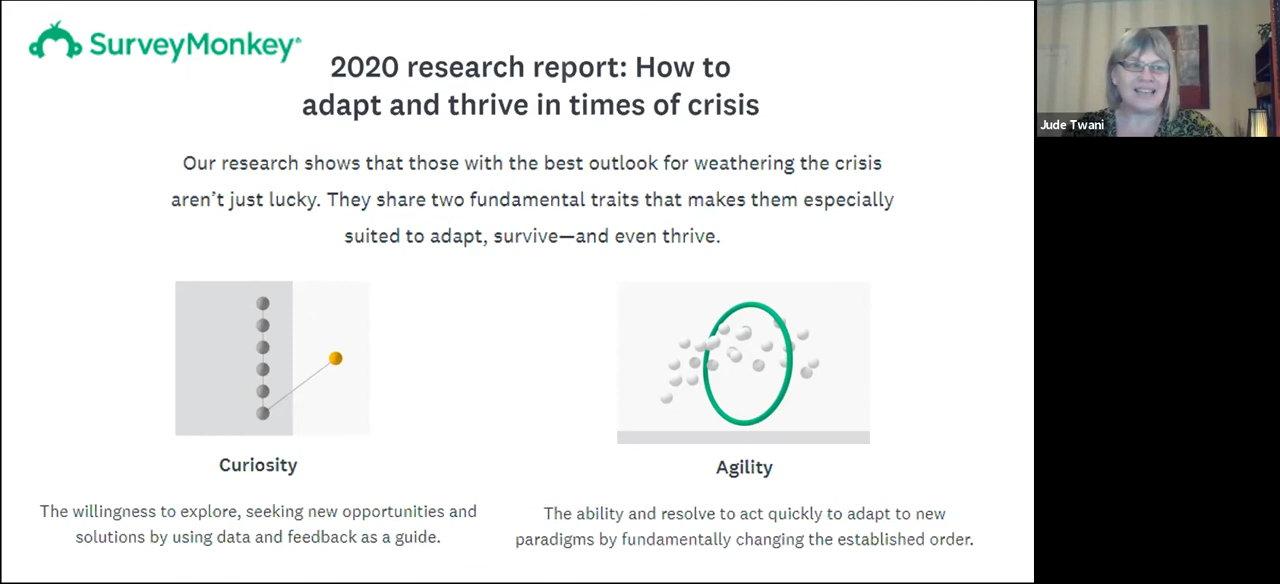 SurveyMonkey®
2020 research report: How to
adapt and thrive in times of crisis
Our research shows that those with the best outlook for weathering the crisis
aren’t just lucky. They share two fundamental traits that makes them especially
suited to adapt, survive—and even thrive.
Curiosity
The willingness to explore, seeking new opportunities and
solutions by using data and feedback as a guide.
Agility
The ability and resolve to act quickly to adapt to new
paradigms by fundamentally changing the established order.
Jude Twani